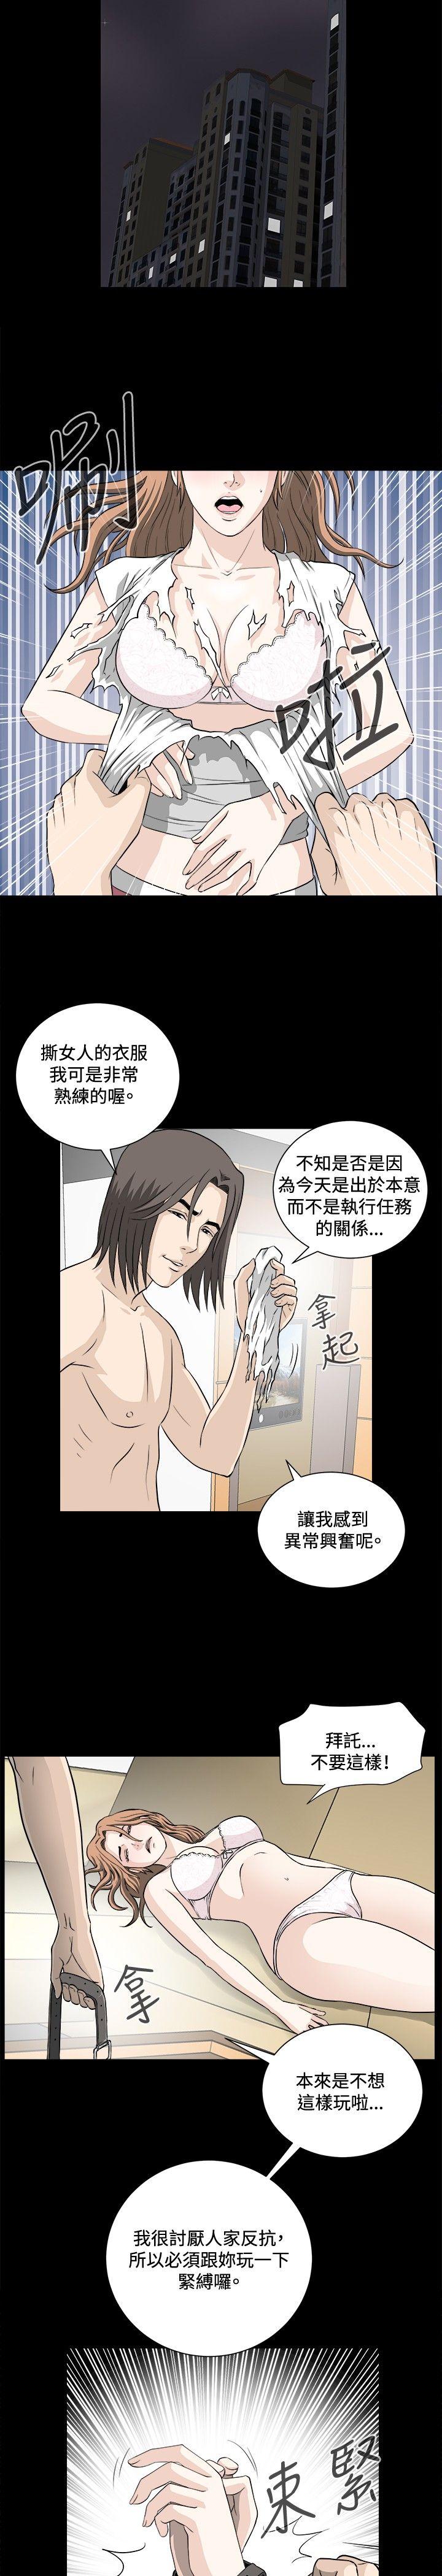 唰
啦
撕女人的衣服
我可是非常
熟練的喔。
不知是否是因
為今天是出於本意
而不是執行任務
的關係...
拿
起
讓我感到
異常興奮呢。
拜託...
不要這樣!
拿
本來是不想
這樣玩啦...
我很討厭人家反抗,
所以必須跟妳玩一下
緊縛囉。
束
緊